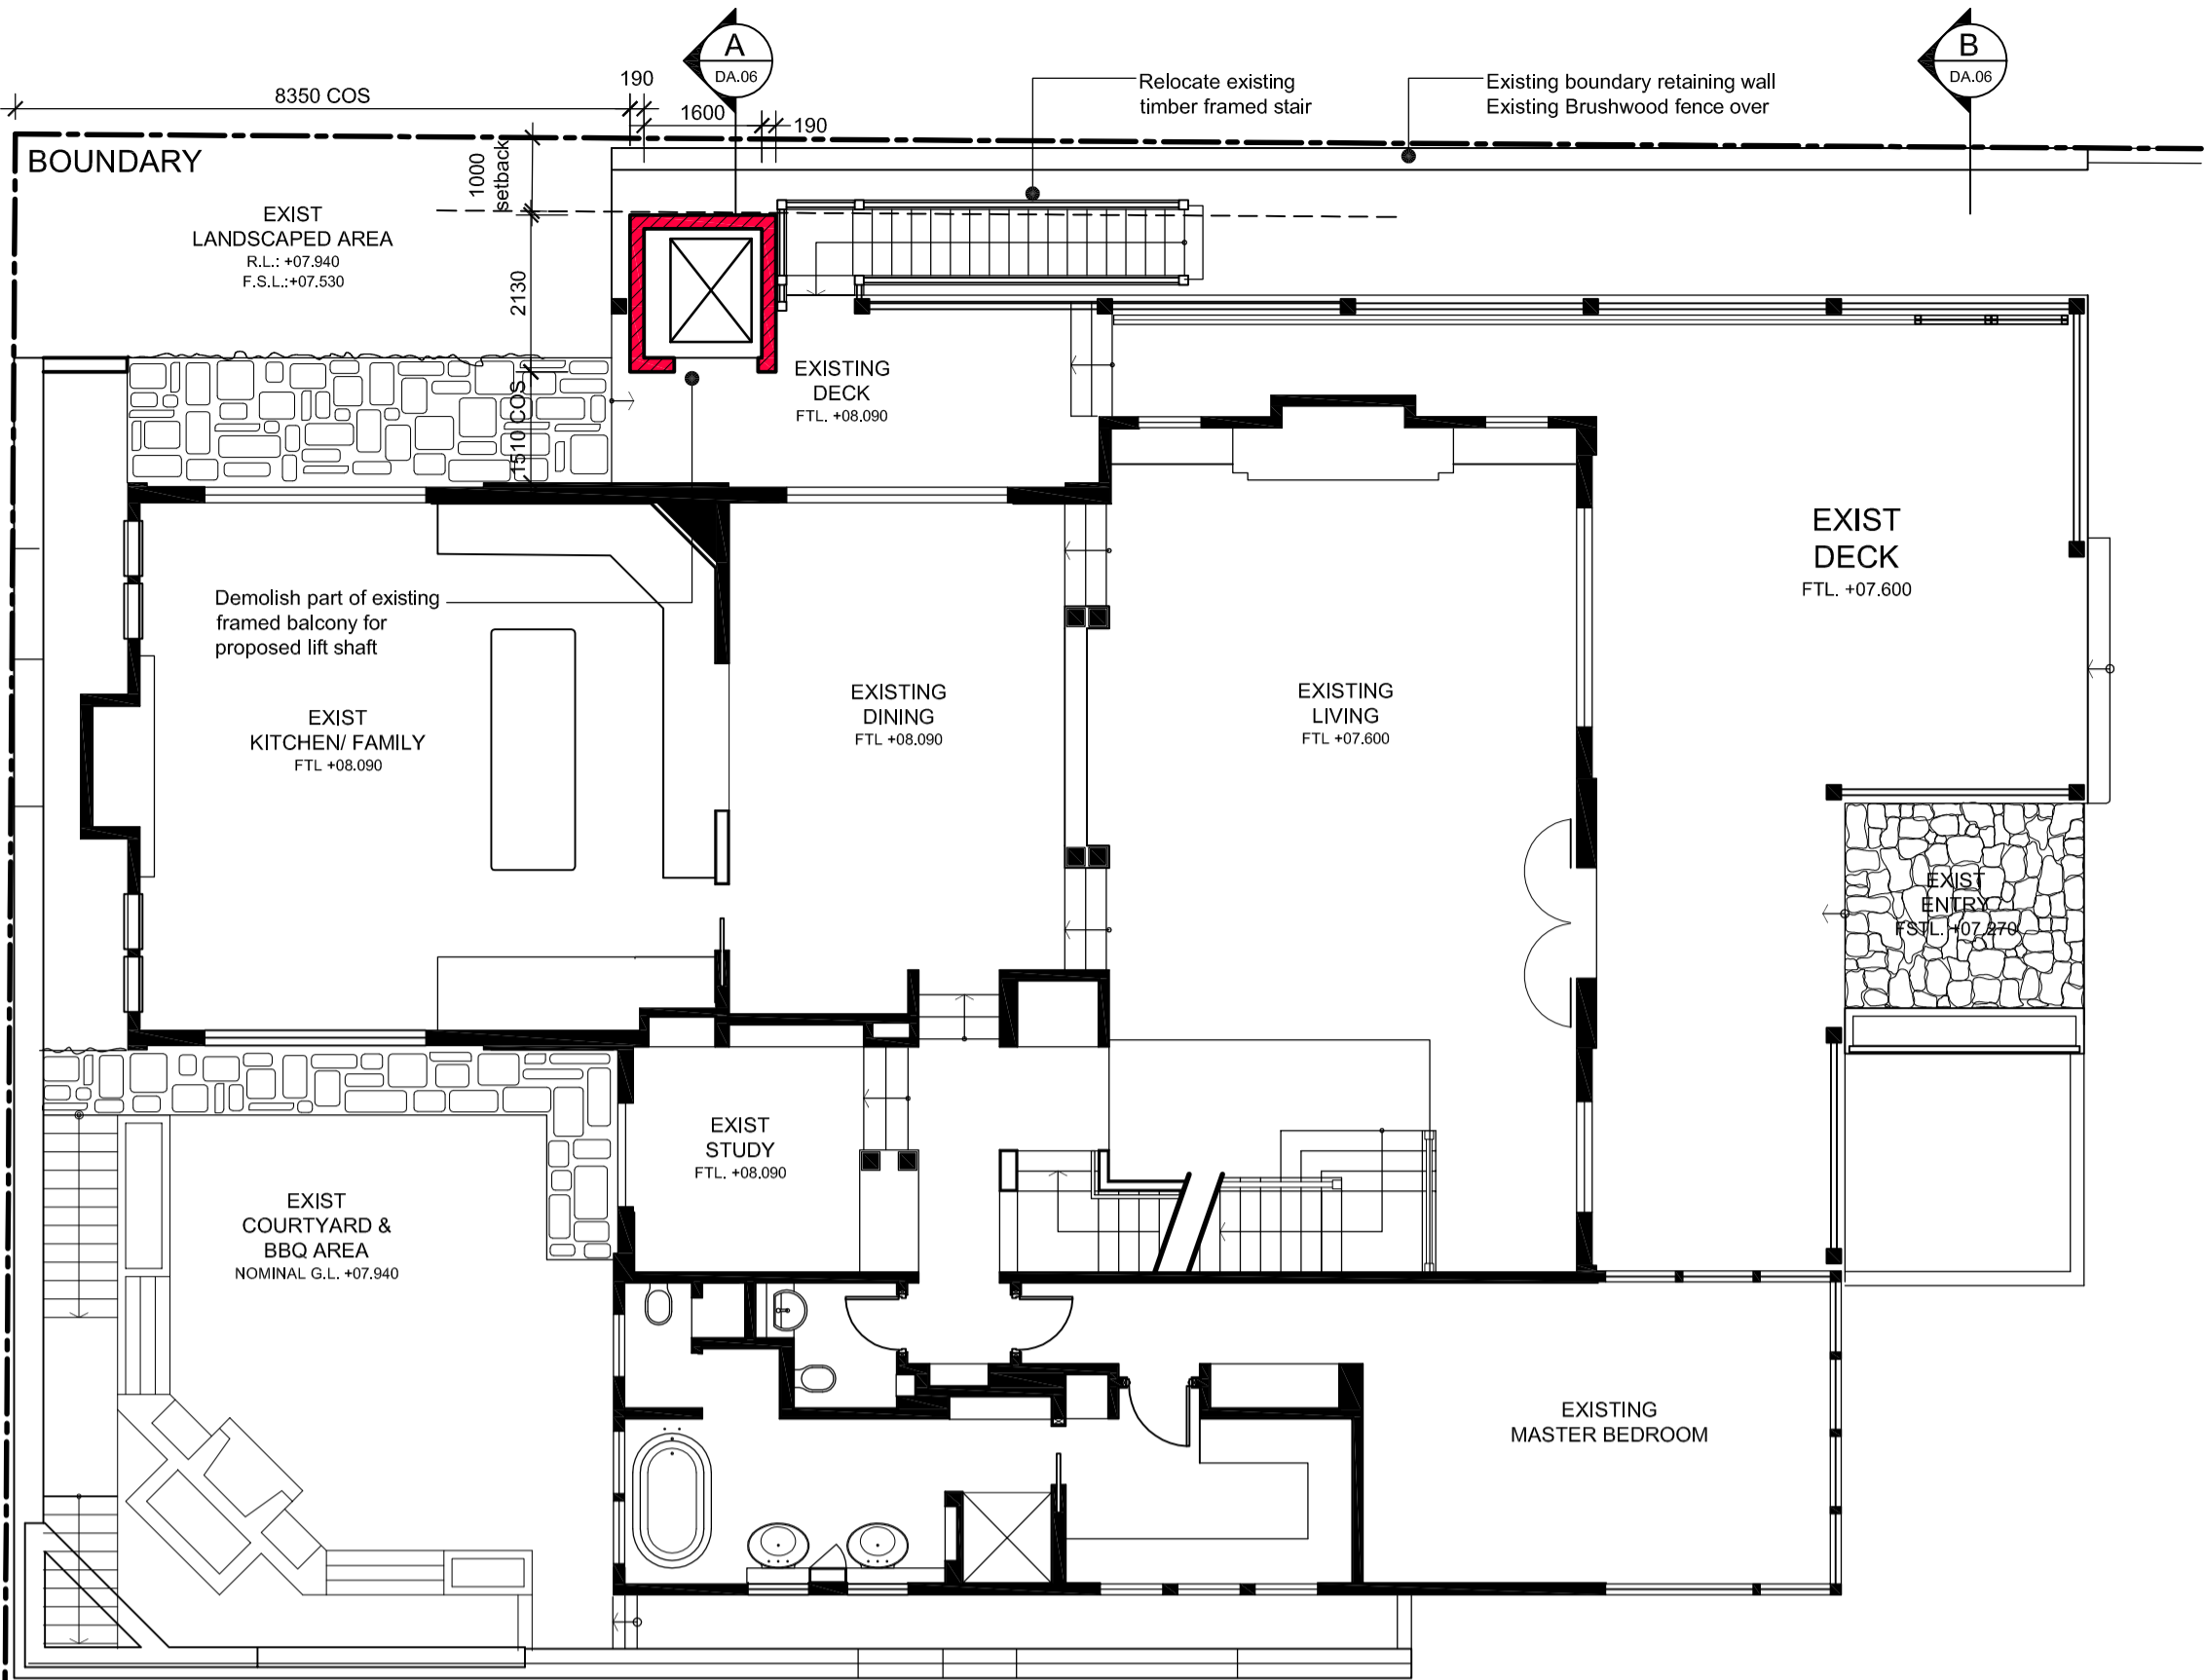 A
DA.06
B
DA.06
190
8350 COS
1600
190
Relocate existing
timber framed stair
Existing boundary retaining wall
Existing Brushwood fence over
BOUNDARY
1000
setback
EXIST
LANDSCAPED AREA
R.L.: +07.940
F.S.L.:+07.530
2130
EXISTING
DECK
FTL. +08.090
1510 COS
EXIST
DECK
FTL. +07.600
Demolish part of existing
framed balcony for
proposed lift shaft
EXIST
KITCHEN/ FAMILY
FTL +08.090
EXISTING
DINING
FTL +08.090
EXISTING
LIVING
FTL +07.600
EXIST
ENTRY
FSTL. +07.270
EXIST
STUDY
FTL. +08.090
EXIST
COURTYARD &
BBQ AREA
NOMINAL G.L. +07.940
EXISTING
MASTER BEDROOM